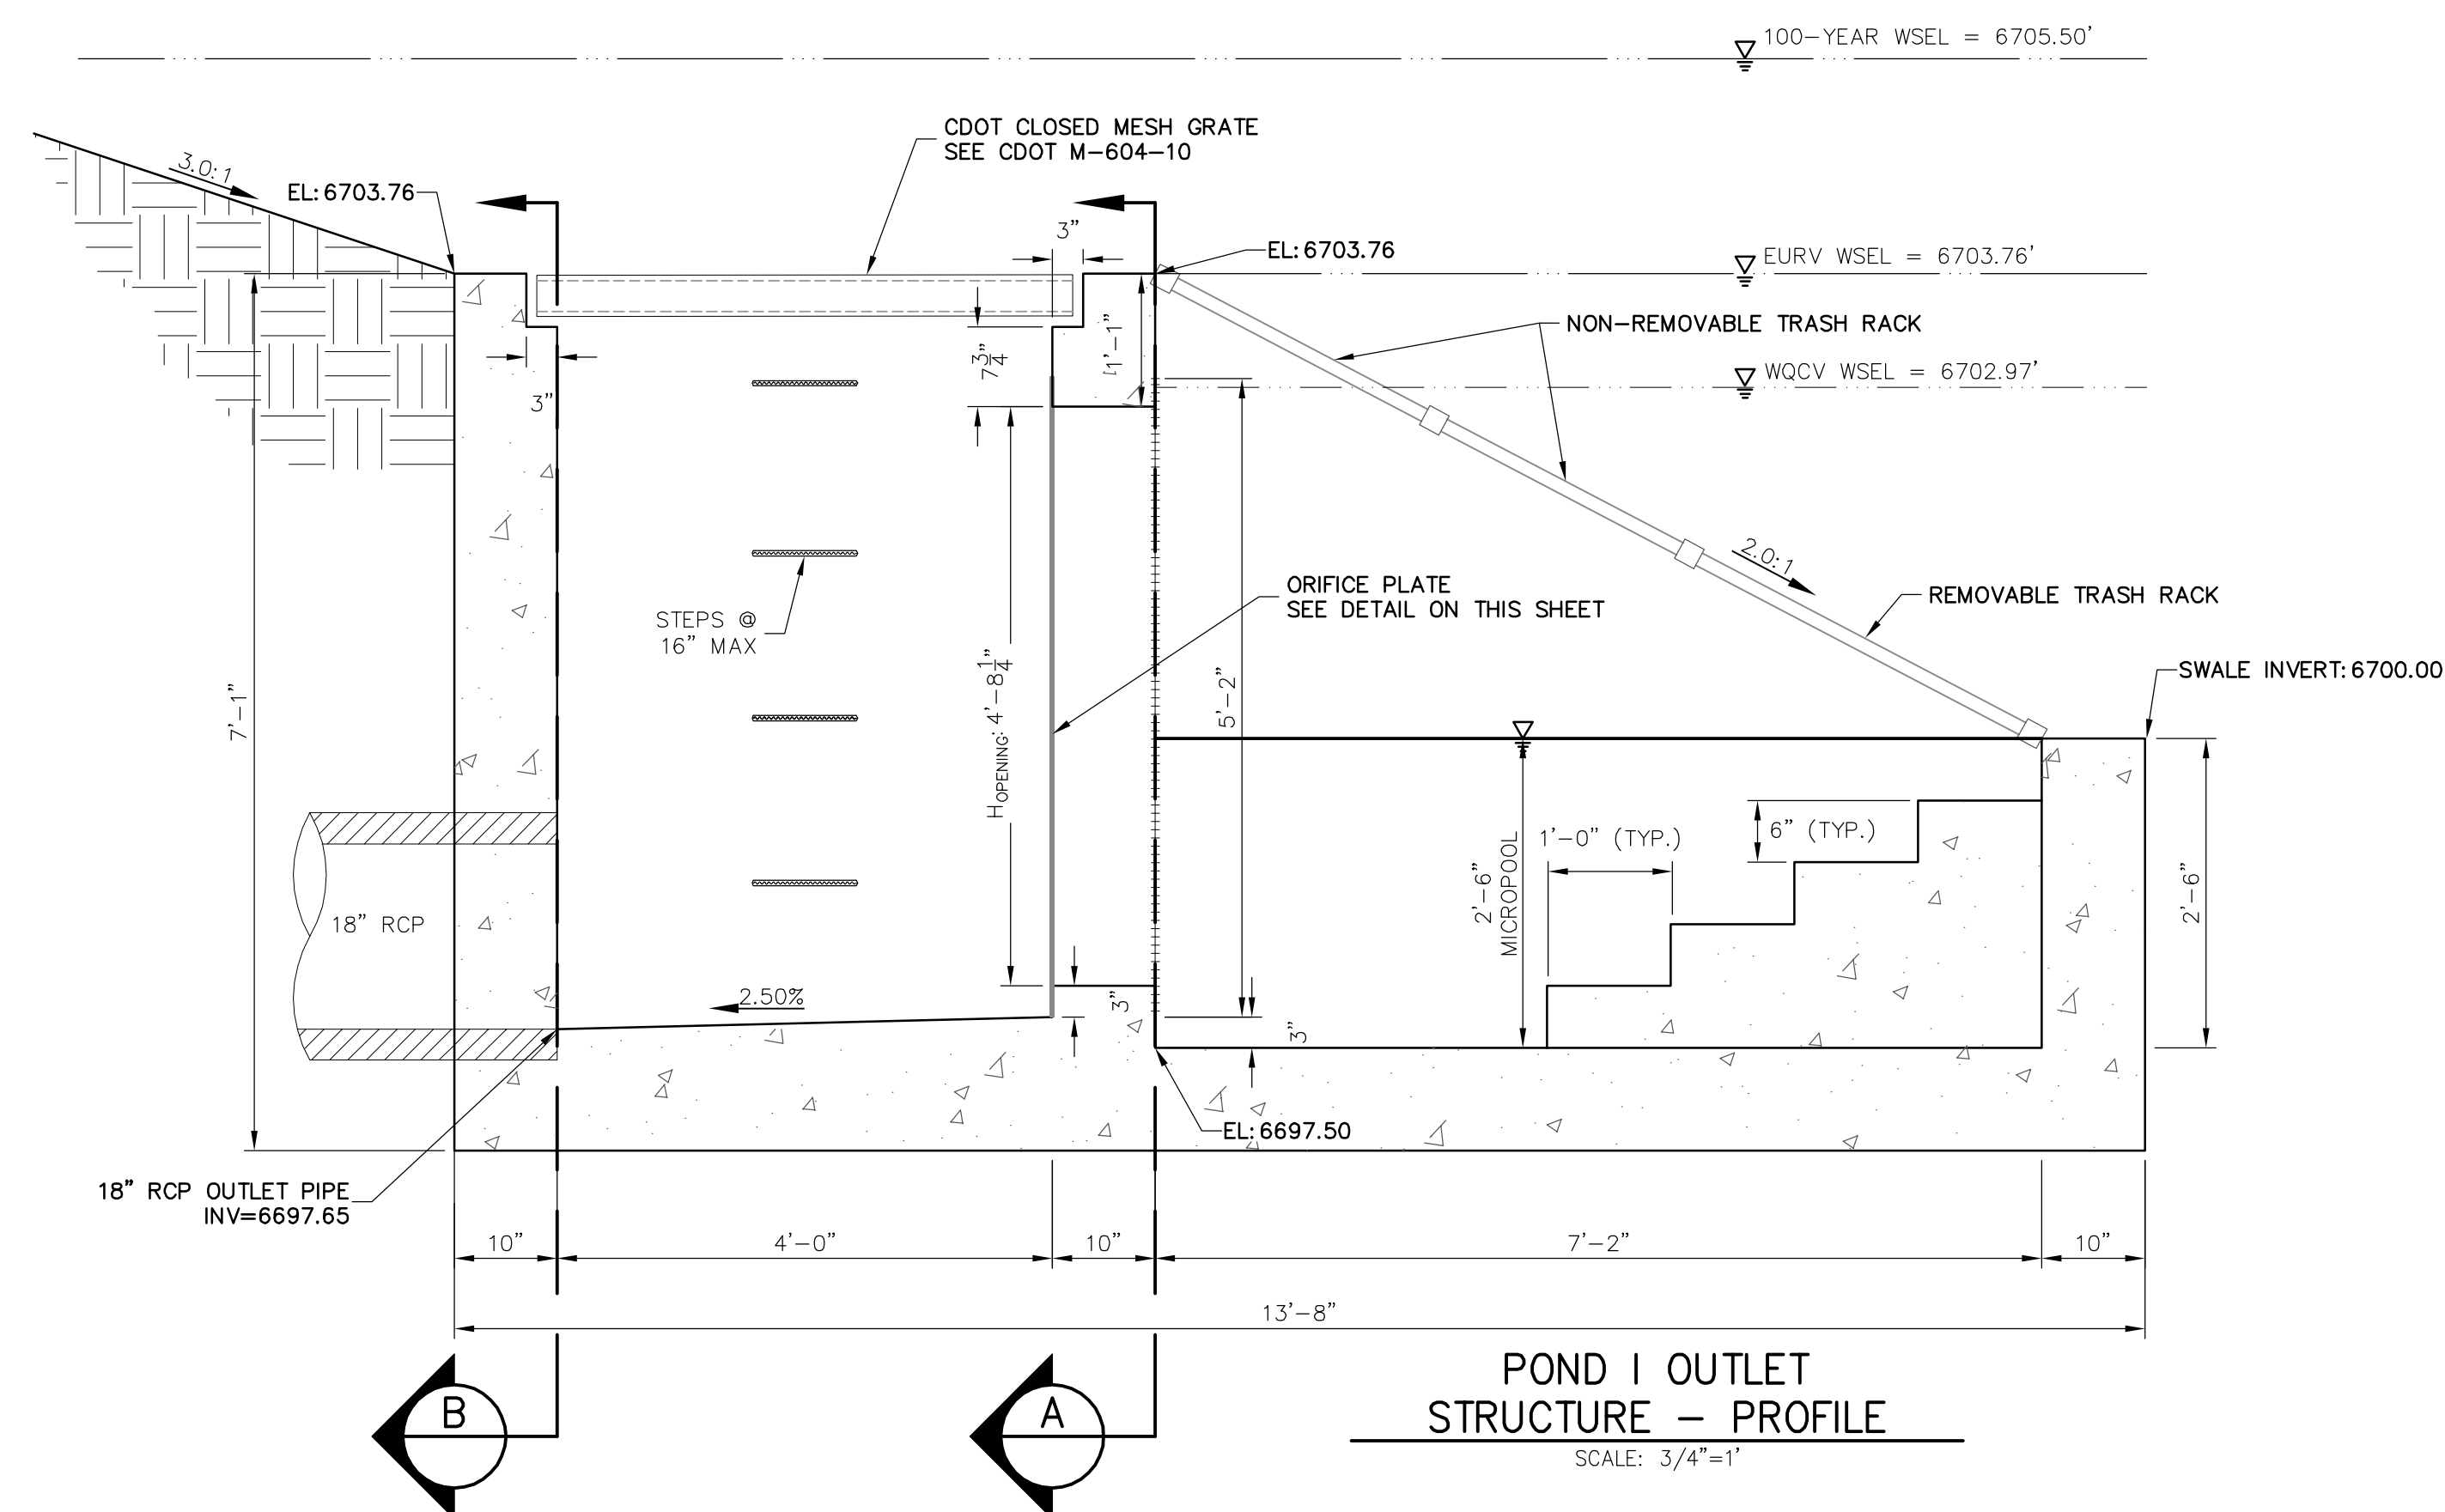 100-YEAR WSEL = 6705.50'
CDOT CLOSED MESH GRATE
SEE CDOT M-604-10
3.0:1
EL: 6703.76
3"
EL: 6703.76
EURV WSEL = 6703.76'
NON-REMOVABLE TRASH RACK
7 3/4"
1'-1"
WQCV WSEL = 6702.97'
3"
2.0:1
ORIFICE PLATE
SEE DETAIL ON THIS SHEET
REMOVABLE TRASH RACK
STEPS @
16" MAX
SWALE INVERT: 6700.00
7'-1"
HOPENING: 4'-8 1/4"
5'-2"
1'-0" (TYP.)
6" (TYP.)
2'-6"
MICROPOOL
2'-6"
18" RCP
2.50%
3"
3"
EL: 6697.50
18" RCP OUTLET PIPE
INV=6697.65
10"
4'-0"
10"
7'-2"
10"
13'-8"
B
A
POND I OUTLET
STRUCTURE - PROFILE
SCALE: 3/4"=1'